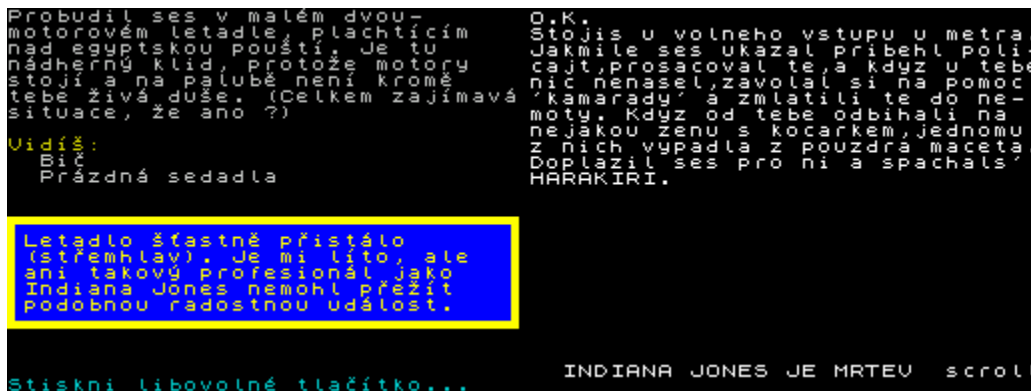 Probudil ses v malém dvou-
motorovém letadle, plachtícím
nad egyptskou pouští. Je tu
nádherný klid, protože motory
stojí a na palubě není kromě
tebe živá duše. (Celkem zajímavá
situace, že ano ?)
Vidíš:
Bič
Prázdná sedadla
Letadlo šťastně přistálo
(střemhlav). Je mi líto, ale
ani takový profesionál jako
Indiana Jones nemohl přežít
podobnou radostnou událost.
Stiskni libovolné tlačítko...
O.K.
Stojis u volneho vstupu u metra.
Jakmile ses ukazal pribehl poli-
cajt,prosacoval te,a kdyz u tebe
nic nenasel,zavolal si na pomoc
'kamarady' a zmlatili te do ne-
moty. Kdyz od tebe odbihali na
nejakou zenu s kocarkem,jednomu
z nich vypadla z pouzdra maceta.
Doplazil ses pro ni a spachals'
HARAKIRI.
INDIANA JONES JE MRTEV scrol